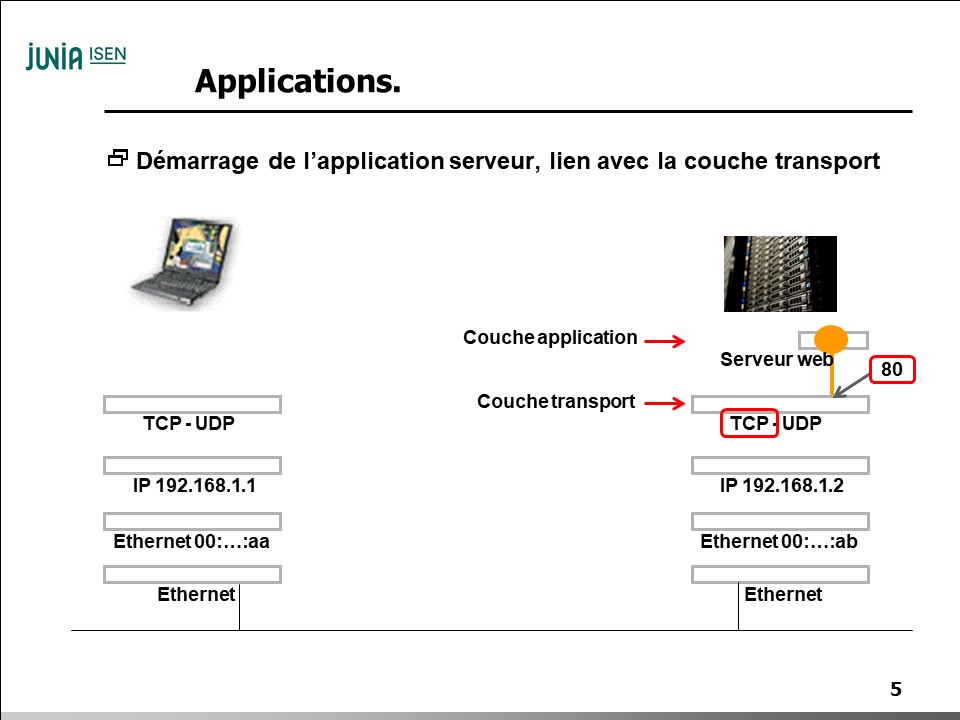 JUNIA ISEN
Applications.
Démarrage de l’application serveur, lien avec la couche transport
Couche application
Serveur web
80
Couche transport
TCP - UDP
TCP - UDP
IP 192.168.1.1
IP 192.168.1.2
Ethernet 00:…:aa
Ethernet 00:…:ab
Ethernet
Ethernet
5